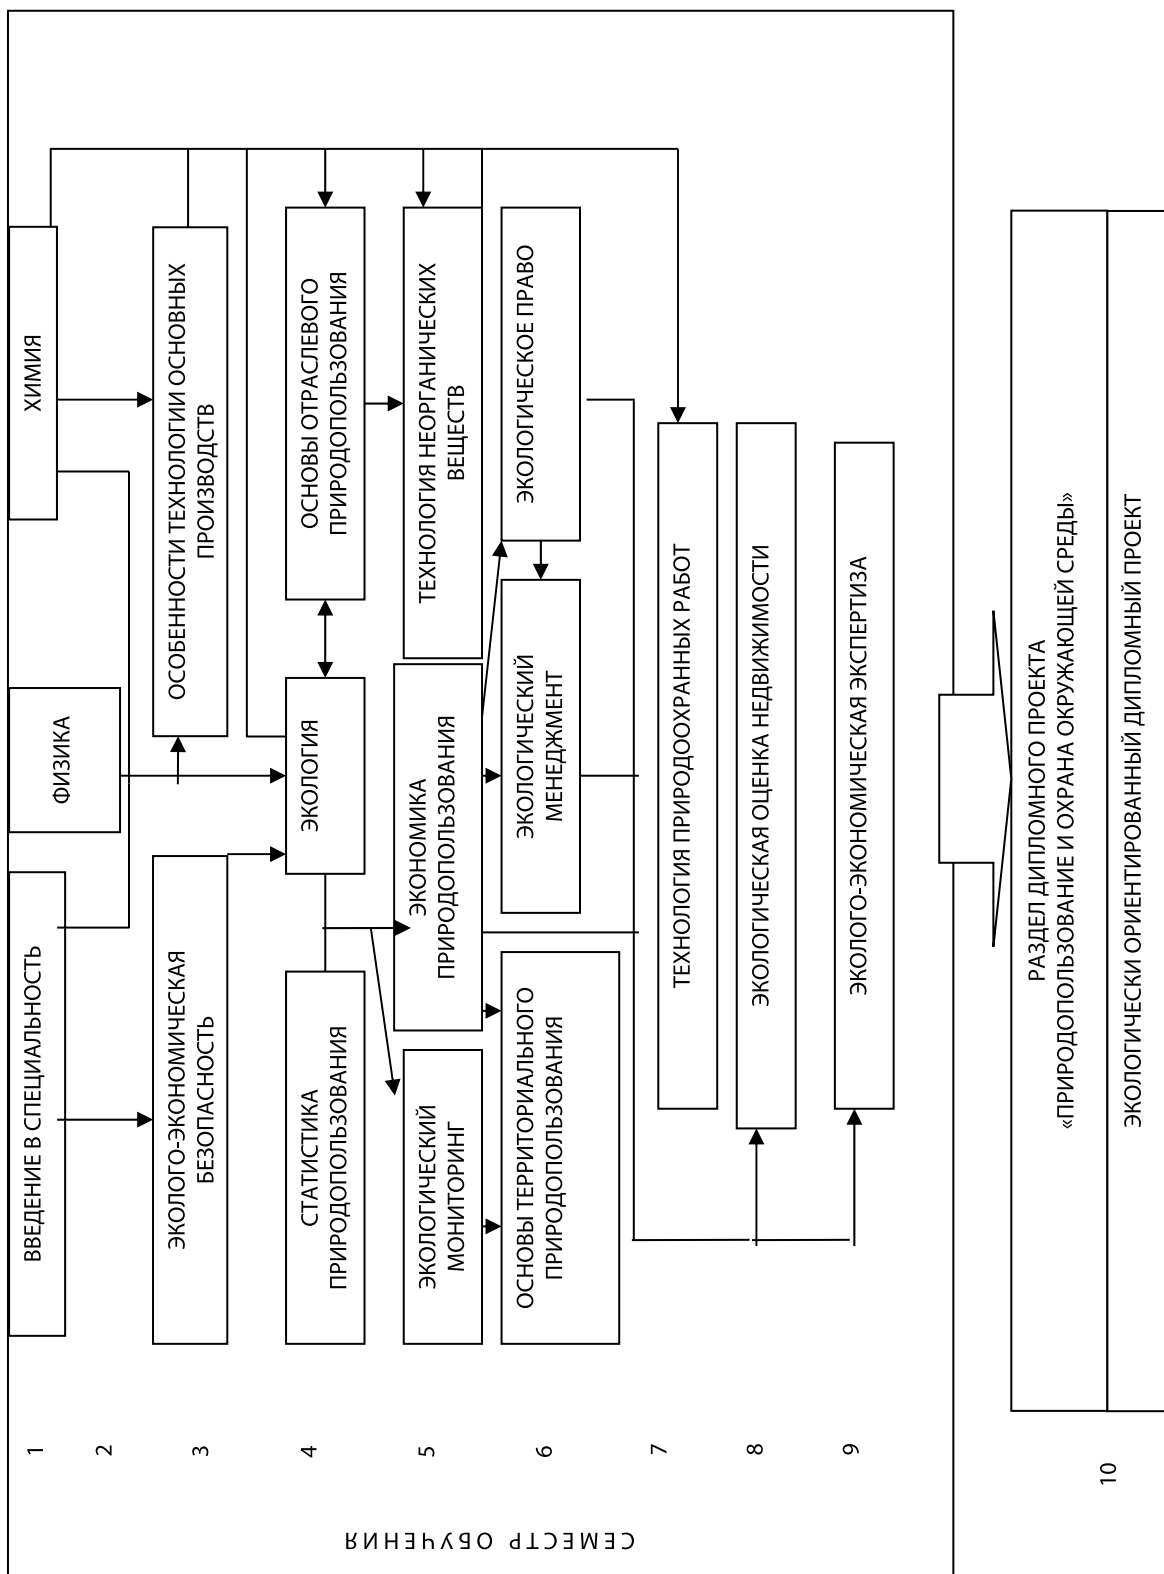 СЕМЕСТР ОБУЧЕНИЯ
1
ВВЕДЕНИЕ В СПЕЦИАЛЬНОСТЬ
ФИЗИКА
ХИМИЯ
2
3
ЭКОЛОГО-ЭКОНОМИЧЕСКАЯ
БЕЗОПАСНОСТЬ
ОСОБЕННОСТИ ТЕХНОЛОГИИ ОСНОВНЫХ
ПРОИЗВОДСТВ
4
СТАТИСТИКА
ПРИРОДОПОЛЬЗОВАНИЯ
ЭКОЛОГИЯ
ОСНОВЫ ОТРАСЛЕВОГО
ПРИРОДОПОЛЬЗОВАНИЯ
5
ЭКОЛОГИЧЕСКИЙ
МОНИТОРИНГ
ЭКОНОМИКА
ПРИРОДОПОЛЬЗОВАНИЯ
ТЕХНОЛОГИЯ НЕОРГАНИЧЕСКИХ
ВЕЩЕСТВ
6
ОСНОВЫ ТЕРРИТОРИАЛЬНОГО
ПРИРОДОПОЛЬЗОВАНИЯ
ЭКОЛОГИЧЕСКИЙ
МЕНЕДЖМЕНТ
ЭКОЛОГИЧЕСКОЕ ПРАВО
7
ТЕХНОЛОГИЯ ПРИРОДООХРАННЫХ РАБОТ
8
ЭКОЛОГИЧЕСКАЯ ОЦЕНКА НЕДВИЖИМОСТИ
9
ЭКОЛОГО-ЭКОНОМИЧЕСКАЯ ЭКСПЕРТИЗА
10
РАЗДЕЛ ДИПЛОМНОГО ПРОЕКТА
«ПРИРОДОПОЛЬЗОВАНИЕ И ОХРАНА ОКРУЖАЮЩЕЙ СРЕДЫ»
ЭКОЛОГИЧЕСКИ ОРИЕНТИРОВАННЫЙ ДИПЛОМНЫЙ ПРОЕКТ